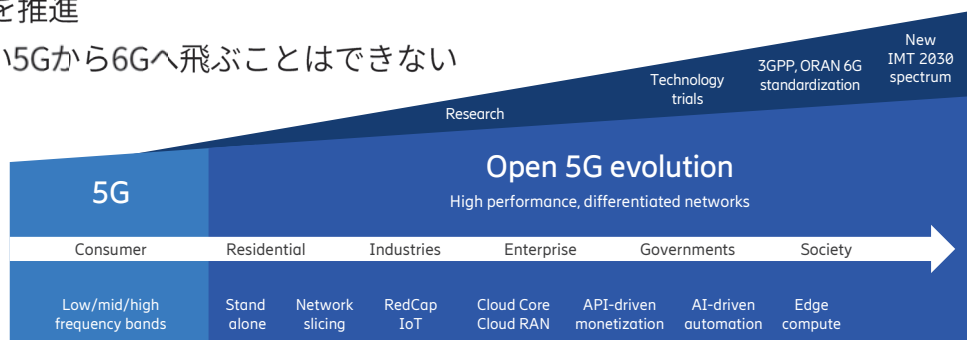 を推進
い5Gから6Gへ飛ぶことはできない
New
IMT 2030
spectrum
3GPP, ORAN 6G
standardization
Technology
trials
Research
5G
Open 5G evolution
High performance, differentiated networks
Consumer Residential Industries Enterprise Governments Society
Low/mid/high
frequency bands
Stand
alone
Network
slicing
RedCap
IoT
Cloud Core
Cloud RAN
API-driven
monetization
AI-driven
automation
Edge
compute